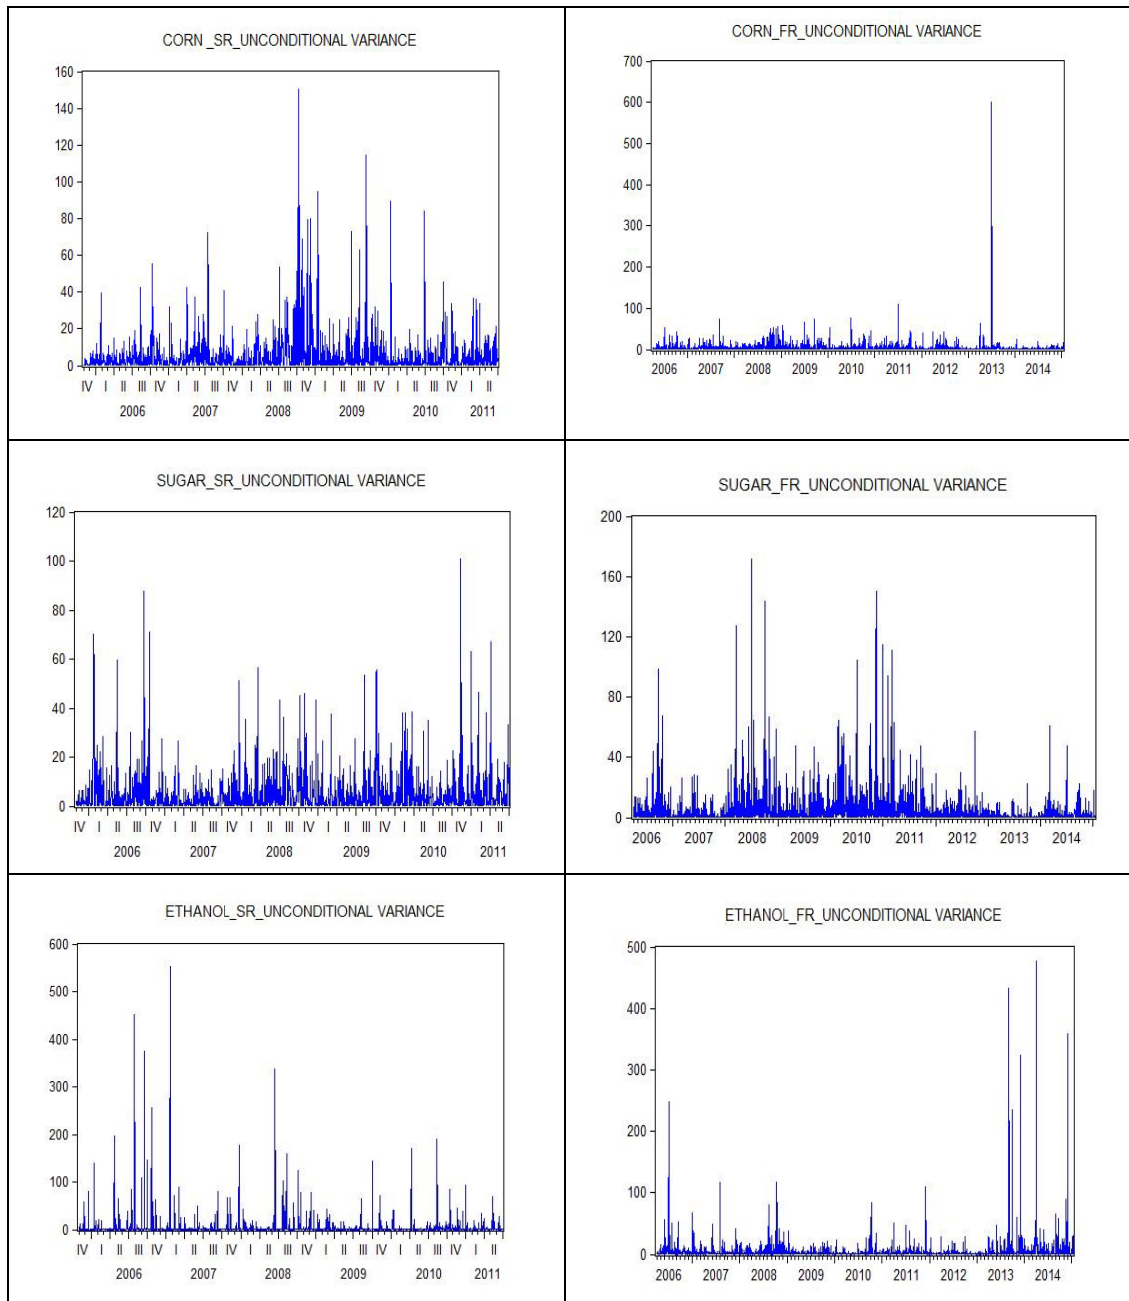 CORN _SR_UNCONDITIONAL VARIANCE
160
140
120
100
80
60
40
20
0
IV I II III IV I II III IV I II III IV I II III IV I II III IV I II
2006 2007 2008 2009 2010 2011
CORN_FR_UNCONDITIONAL VARIANCE
700
600
500
400
300
200
100
0
2006 2007 2008 2009 2010 2011 2012 2013 2014
SUGAR_SR_UNCONDITIONAL VARIANCE
120
100
80
60
40
20
0
IV I II III IV I II III IV I II III IV I II III IV I II III IV I II
2006 2007 2008 2009 2010 2011
SUGAR_FR_UNCONDITIONAL VARIANCE
200
160
120
80
40
0
2006 2007 2008 2009 2010 2011 2012 2013 2014
ETHANOL_SR_UNCONDITIONAL VARIANCE
600
500
400
300
200
100
0
IV I II III IV I II III IV I II III IV I II III IV I II III IV I II
2006 2007 2008 2009 2010 2011
ETHANOL_FR_UNCONDITIONAL VARIANCE
500
400
300
200
100
0
2006 2007 2008 2009 2010 2011 2012 2013 2014